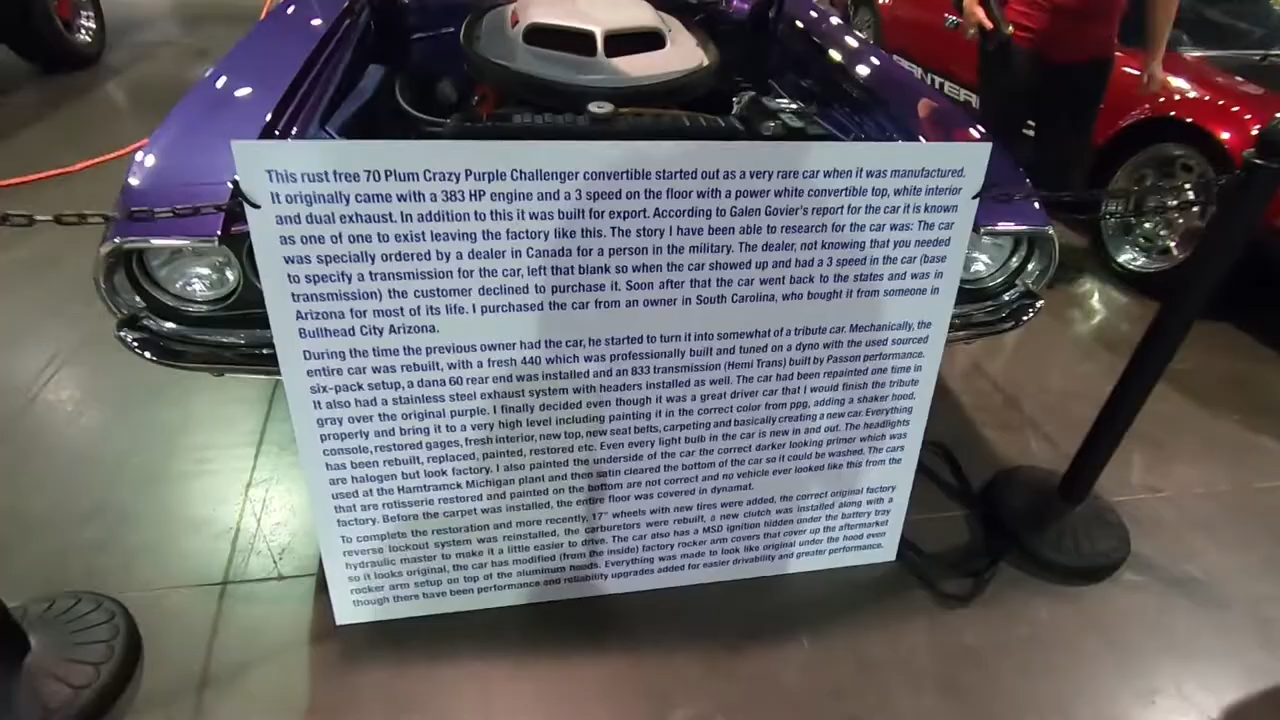 PANTERA
This rust free 70 Plum Crazy Purple Challenger convertible started out as a very rare car when it was manufactured.
It originally came with a 383 HP engine and a 3 speed on the floor with a power white convertible top, white interior
and dual exhaust. In addition to this it was built for export. According to Galen Govier's report for the car it is known
as one of one to exist leaving the factory like this. The story I have been able to research for the car was: The car
was specially ordered by a dealer in Canada for a person in the military. The dealer, not knowing that you needed
to specify a transmission for the car, left that blank so when the car showed up and had a 3 speed in the car (base
transmission) the customer declined to purchase it. Soon after that the car went back to the states and was in
Arizona for most of its life. I purchased the car from an owner in South Carolina, who bought it from someone in
Bullhead City Arizona.
During the time the previous owner had the car, he started to turn it into somewhat of a tribute car. Mechanically, the
entire car was rebuilt, with a fresh 440 which was professionally built and tuned on a dyno with the used sourced
six-pack setup, a dana 60 rear end was installed and an 833 transmission (Hemi Trans) built by Passon performance.
It also had a stainless steel exhaust system with headers installed as well. The car had been repainted one time in
gray over the original purple. I finally decided even though it was a great driver car that I would finish the tribute
properly and bring it to a very high level including painting it in the correct color from ppg, adding a shaker hood,
console, restored gages, fresh interior, new top, new seat belts, carpeting and basically creating a new car. Everything
has been rebuilt, replaced, painted, restored etc. Even every light bulb in the car is new in and out. The headlights
are halogen but look factory. I also painted the underside of the car the correct darker looking primer which was
used at the Hamtramck Michigan plant and then satin cleared the bottom of the car so it could be washed. The cars
that are rotisserie restored and painted on the bottom are not correct and no vehicle ever looked like this from the
factory. Before the carpet was installed, the entire floor was covered in dynamat.
To complete the restoration and more recently, 17" wheels with new tires were added, the correct original factory
reverse lockout system was reinstalled, the carburetors were rebuilt, a new clutch was installed along with a
hydraulic master to make it a little easier to drive. The car also has a MSD ignition hidden under the battery tray
so it looks original, the car has modified (from the inside) factory rocker arm covers that cover up the aftermarket
rocker arm setup on top of the aluminum heads. Everything was made to look like original under the hood even
though there have been performance and reliability upgrades added for easier drivability and greater performance.